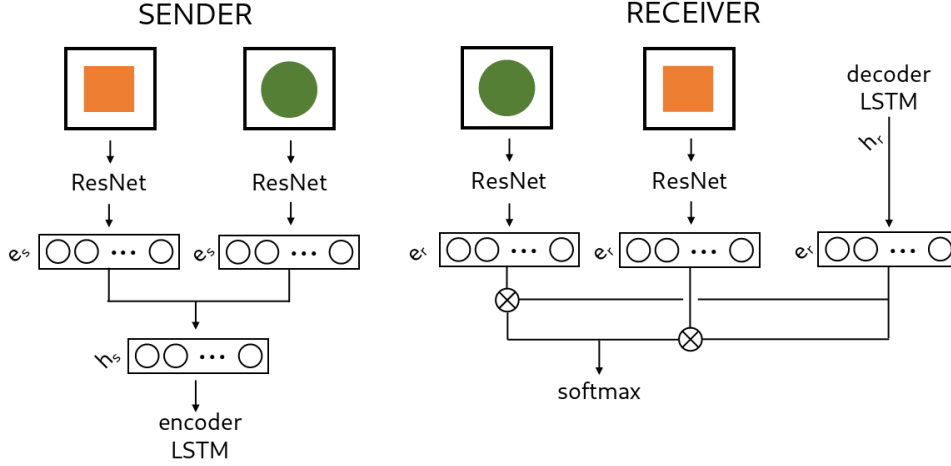 SENDER
ResNet
ResNet
eₛ
eₛ
hₛ
encoder
LSTM
RECEIVER
decoder
LSTM
hᵣ
ResNet
ResNet
eᵣ
eᵣ
eᵣ
softmax